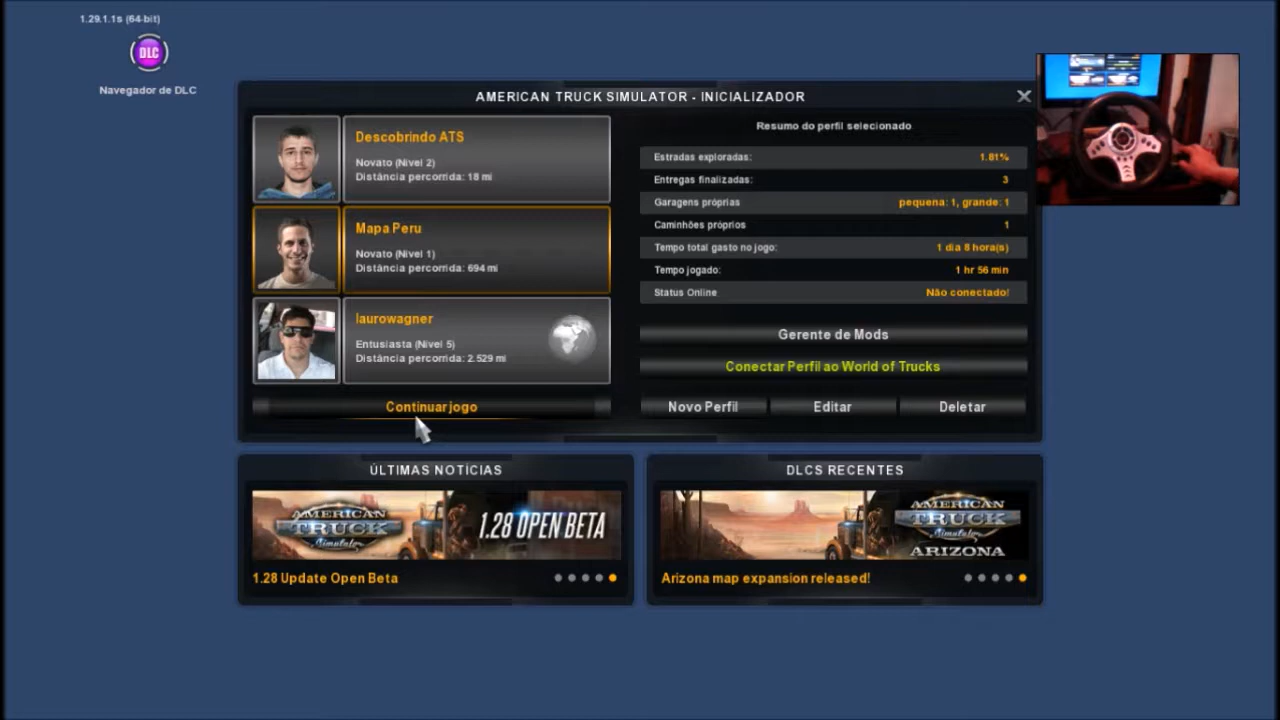 1.29.1.1s (64-bit)
DLC
Navegador de DLC
AMERICAN TRUCK SIMULATOR - INICIALIZADOR
Descobrindo ATS
Novato (Nível 2)
Distância percorrida: 18 mi
Mapa Peru
Novato (Nível 1)
Distância percorrida: 694 mi
laurowagner
Entusiasta (Nível 5)
Distância percorrida: 2.529 mi
Continuar jogo
Resumo do perfil selecionado
Estradas exploradas: 1.81%
Entregas finalizadas: 3
Garagens próprias pequena: 1, grande: 1
Caminhões próprios 1
Tempo total gasto no jogo: 1 dia 8 hora(s)
Tempo jogado: 1 hr 56 min
Status Online Não conectado!
Gerente de Mods
Conectar Perfil ao World of Trucks
Novo Perfil Editar Deletar
ÚLTIMAS NOTÍCIAS
AMERICAN
TRUCK
Simulator
1.28 OPEN BETA
1.28 Update Open Beta
DLCS RECENTES
AMERICAN
TRUCK
Simulator
ARIZONA
Arizona map expansion released!